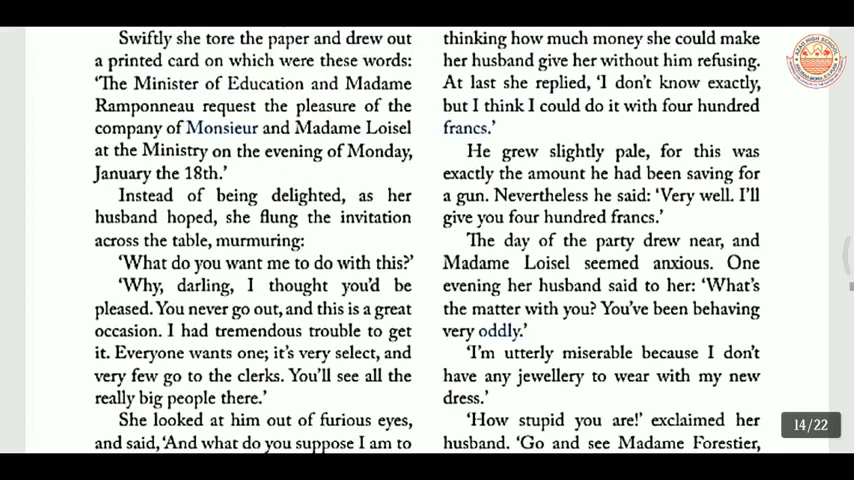 Swiftly she tore the paper and drew out
a printed card on which were these words:
‘The Minister of Education and Madame
Ramponneau request the pleasure of the
company of Monsieur and Madame Loisel
at the Ministry on the evening of Monday,
January the 18th.’
Instead of being delighted, as her
husband hoped, she flung the invitation
across the table, murmuring:
‘What do you want me to do with this?’
‘Why, darling, I thought you’d be
pleased. You never go out, and this is a great
occasion. I had tremendous trouble to get
it. Everyone wants one; it’s very select, and
very few go to the clerks. You’ll see all the
really big people there.’
She looked at him out of furious eyes,
and said, ‘And what do you suppose I am to
thinking how much money she could make
her husband give her without him refusing.
At last she replied, ‘I don’t know exactly,
but I think I could do it with four hundred
francs.’
He grew slightly pale, for this was
exactly the amount he had been saving for
a gun. Nevertheless he said: ‘Very well. I’ll
give you four hundred francs.’
The day of the party drew near, and
Madame Loisel seemed anxious. One
evening her husband said to her: ‘What’s
the matter with you? You’ve been behaving
very oddly.’
‘I’m utterly miserable because I don’t
have any jewellery to wear with my new
dress.’
‘How stupid you are!’ exclaimed her
husband. ‘Go and see Madame Forestier,
14/22
AZAD HIGH SCHOOL